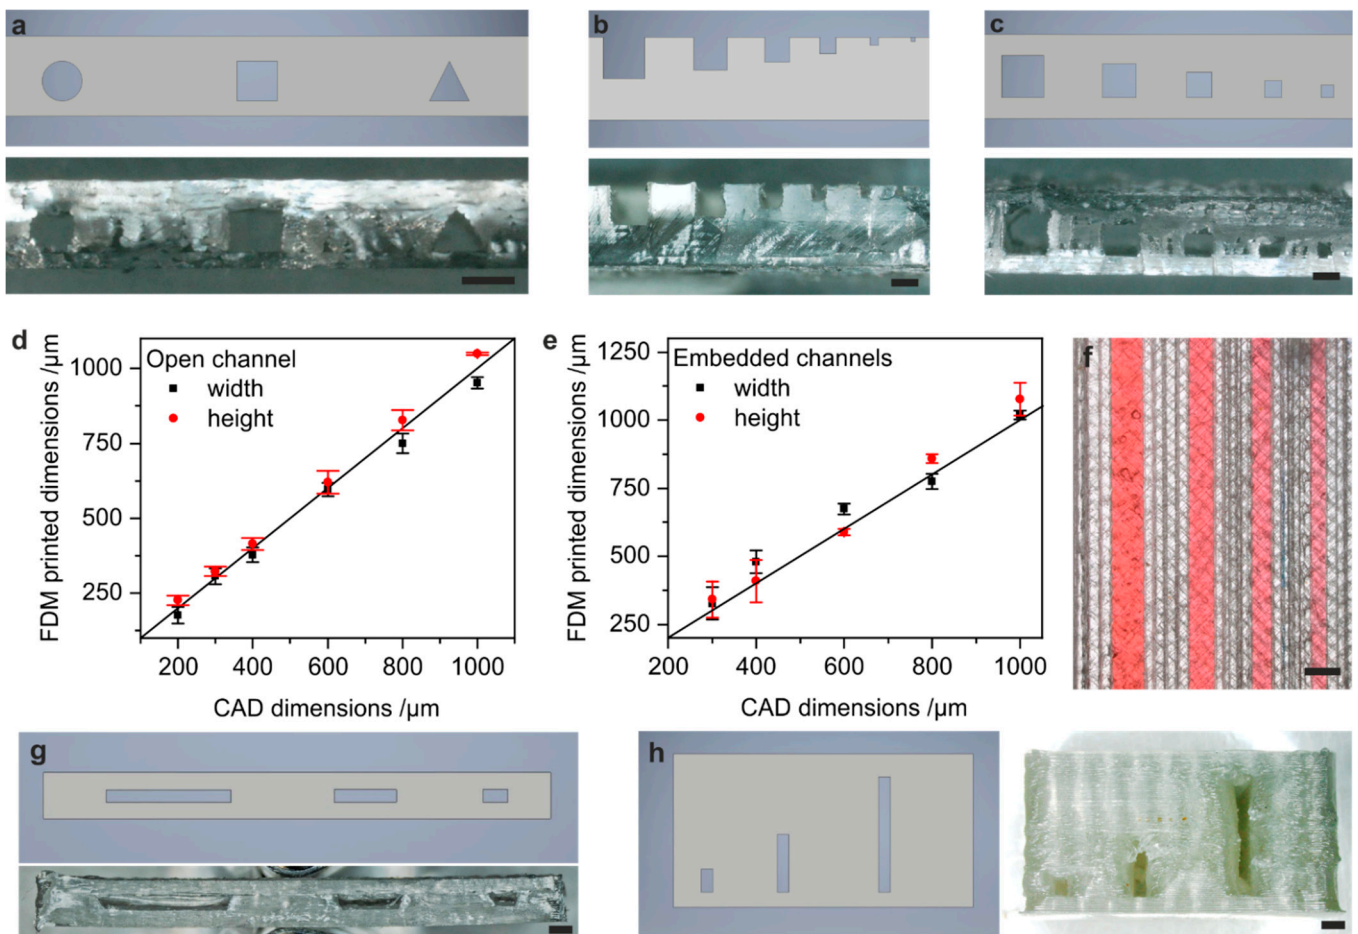 a
b
c
d
Open channel
width
height
FDM printed dimensions /µm
1000
750
500
250
200 400 600 800 1000
CAD dimensions /µm
e
Embedded channels
width
height
FDM printed dimensions /µm
1250
1000
750
500
250
200 400 600 800 1000
CAD dimensions /µm
f
g
h